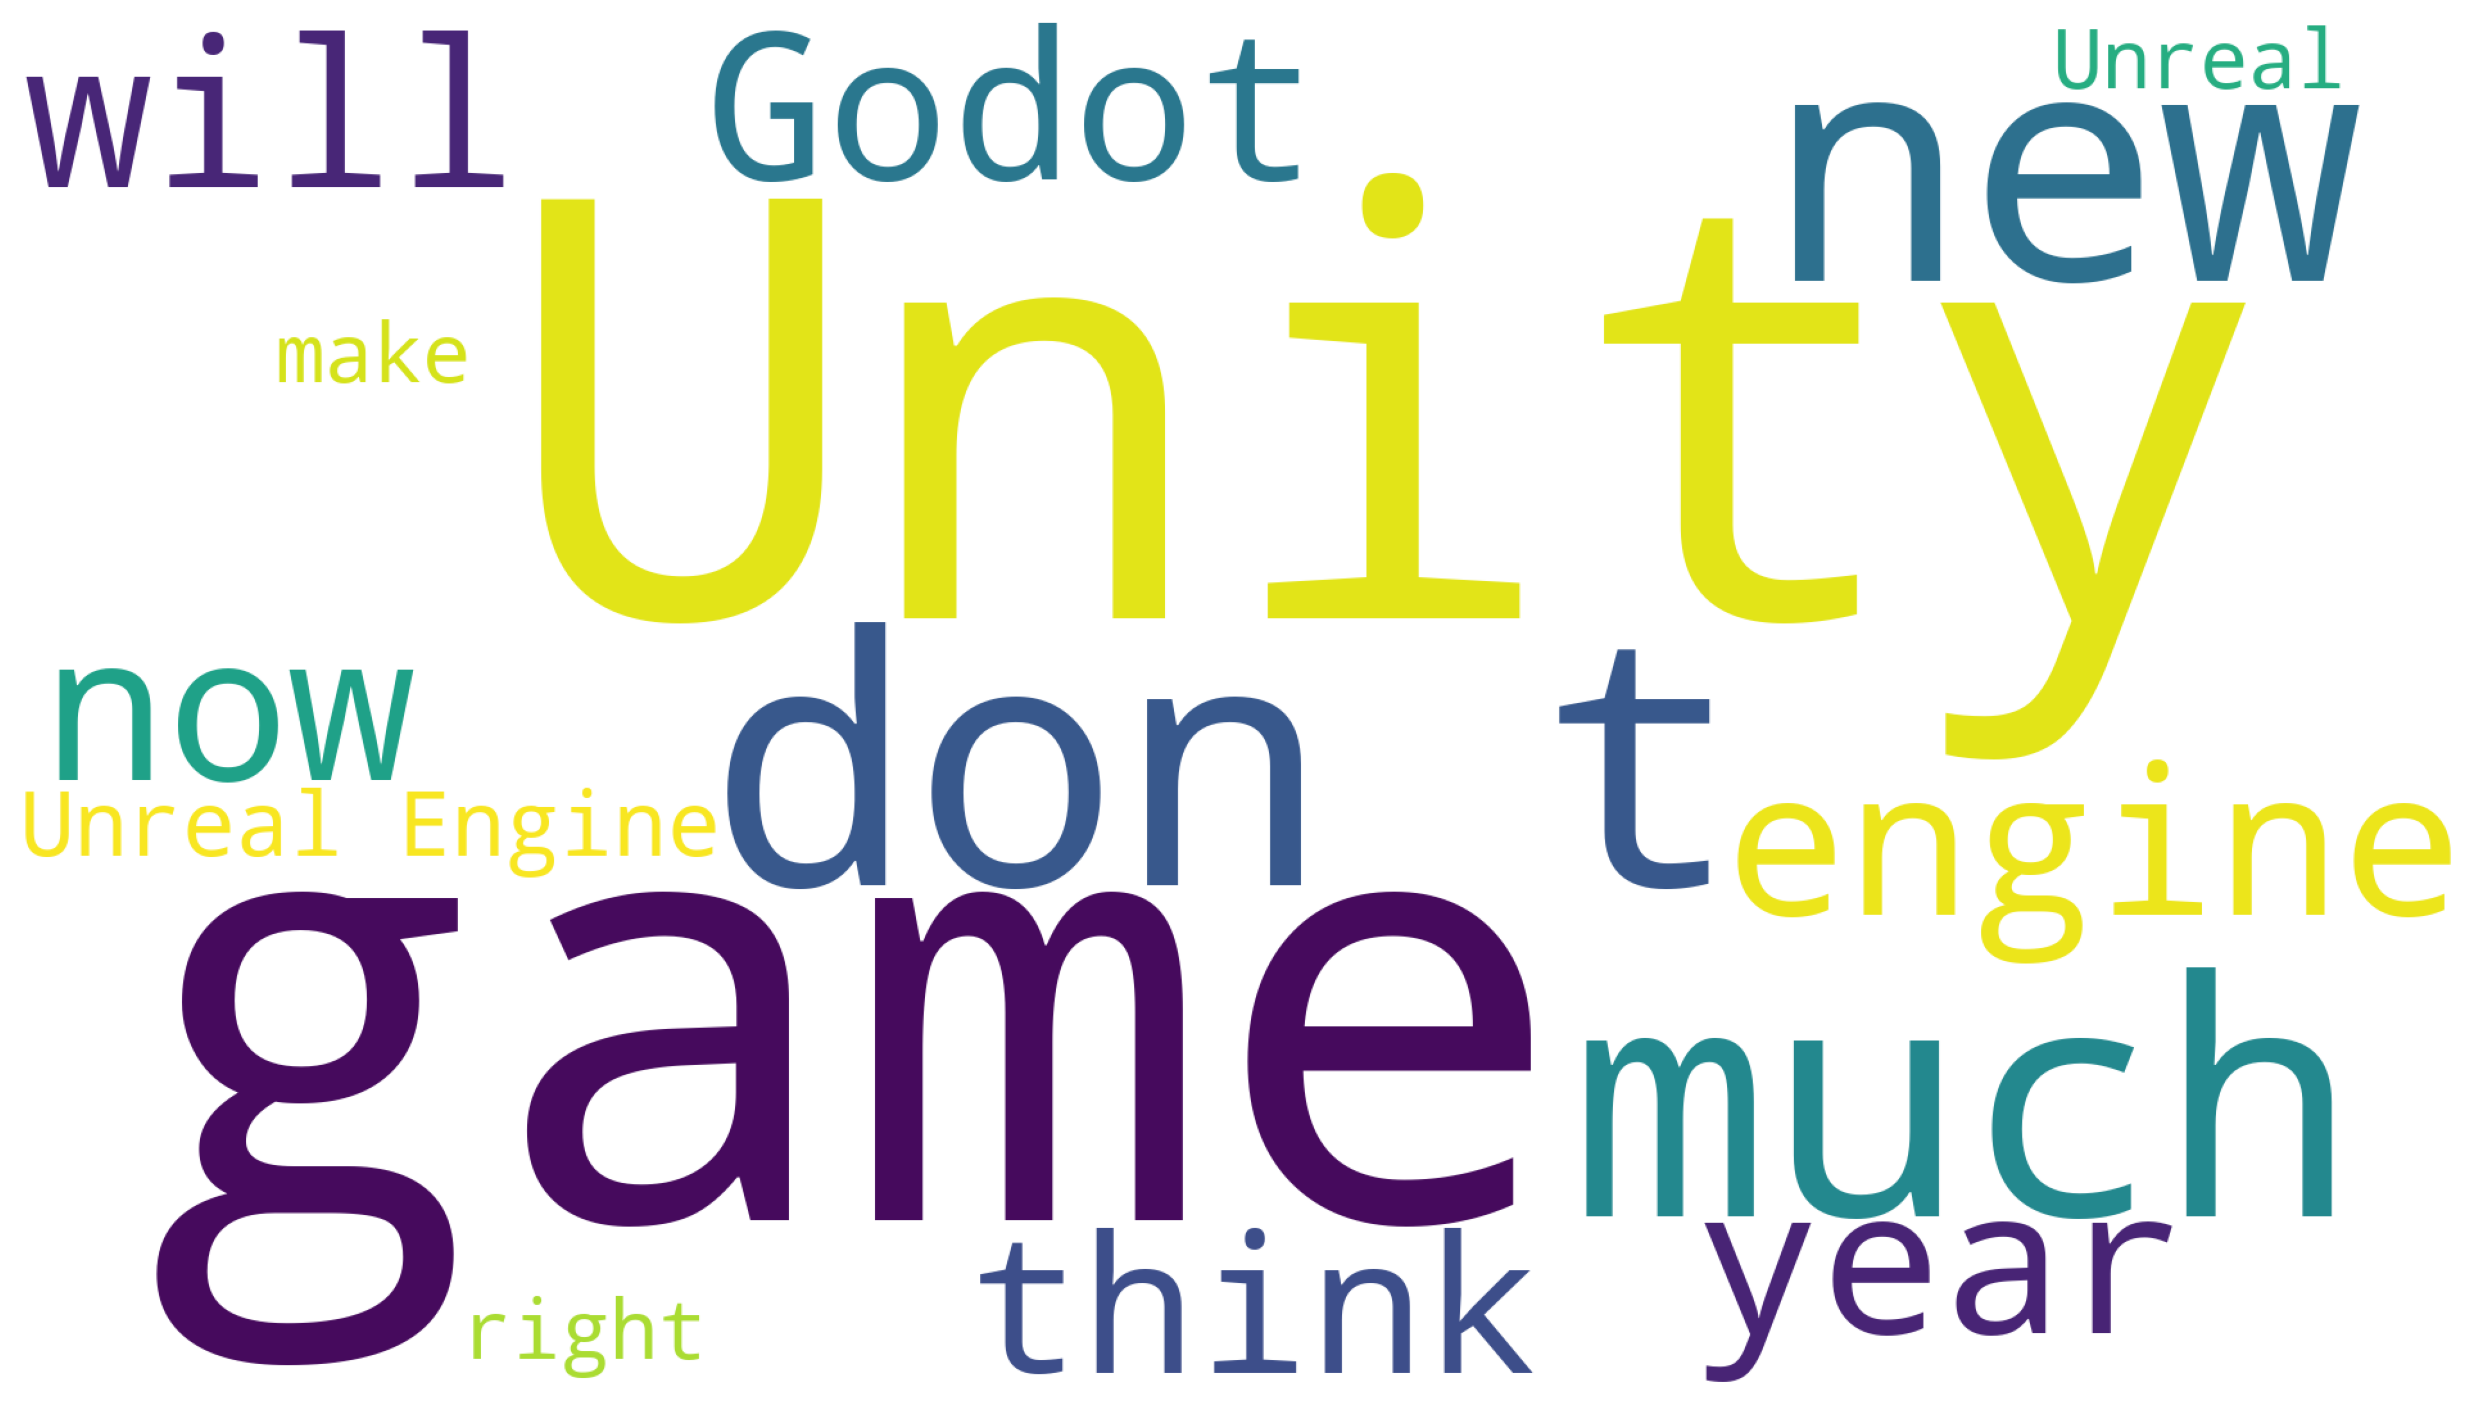 will Godot Unreal
new
Unity
make
now don t
Unreal Engine engine
game much
right think year